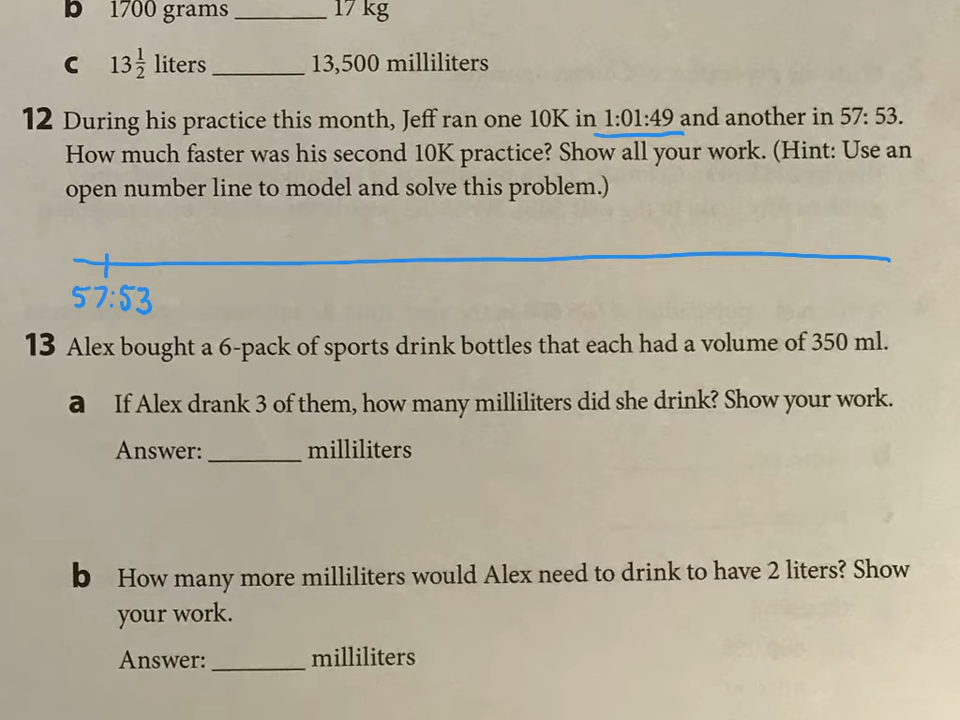 b 1700 grams ________ 17 kg
c 13½ liters ________ 13,500 milliliters
12 During his practice this month, Jeff ran one 10K in 1:01:49 and another in 57: 53.
How much faster was his second 10K practice? Show all your work. (Hint: Use an
open number line to model and solve this problem.)
57:53
13 Alex bought a 6-pack of sports drink bottles that each had a volume of 350 ml.
a If Alex drank 3 of them, how many milliliters did she drink? Show your work.
Answer: ________ milliliters
b How many more milliliters would Alex need to drink to have 2 liters? Show
your work.
Answer: ________ milliliters